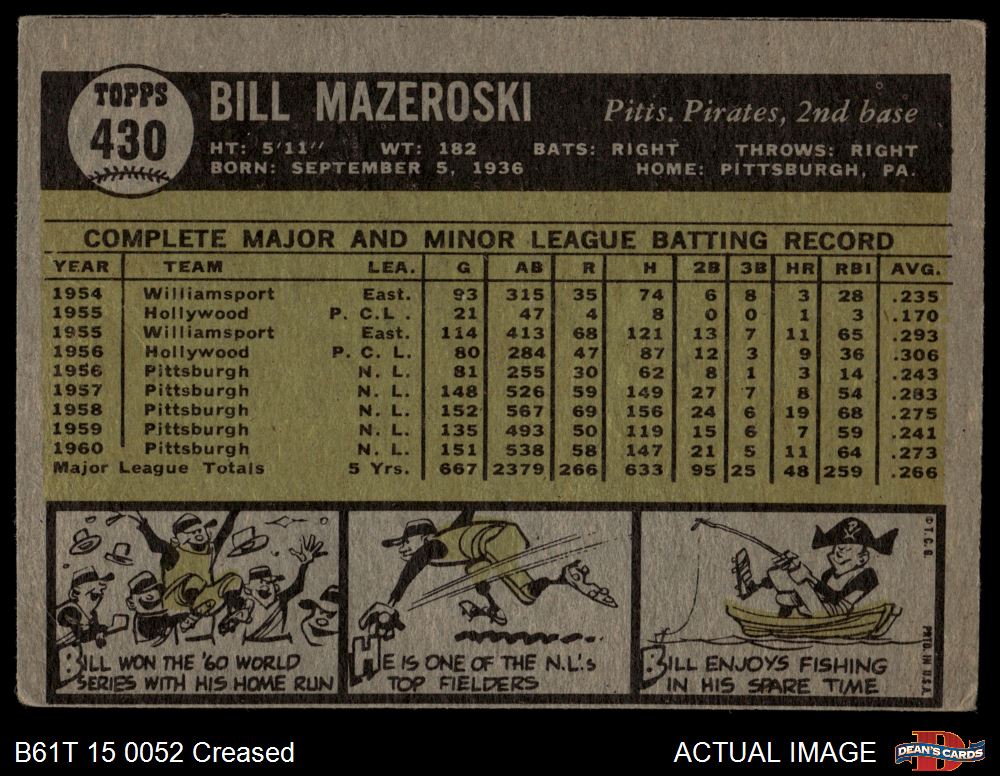 TOPPS
430
BILL MAZEROSKI
Pitts. Pirates, 2nd base
HT: 5'11" WT: 182 BATS: RIGHT THROWS: RIGHT
BORN: SEPTEMBER 5, 1936 HOME: PITTSBURGH, PA.
COMPLETE MAJOR AND MINOR LEAGUE BATTING RECORD
YEAR TEAM LEA. G AB R H 2B 3B HR RBI AVG.
1954 Williamsport East. 93 315 35 74 6 8 3 28 .235
1955 Hollywood P. C. L. 21 47 4 8 0 0 1 3 .170
1955 Williamsport East. 114 413 68 121 13 7 11 65 .293
1956 Hollywood P. C. L. 80 284 47 87 12 3 9 36 .306
1956 Pittsburgh N. L. 81 255 30 62 8 1 3 14 .243
1957 Pittsburgh N. L. 148 526 59 149 27 7 8 54 .283
1958 Pittsburgh N. L. 152 567 69 156 24 6 19 68 .275
1959 Pittsburgh N. L. 135 493 50 119 15 6 7 59 .241
1960 Pittsburgh N. L. 151 538 58 147 21 5 11 64 .273
Major League Totals 5 Yrs. 667 2379 266 633 95 25 48 259 .266
BILL WON THE '60 WORLD
SERIES WITH HIS HOME RUN
HE IS ONE OF THE N.L.'s
TOP FIELDERS
P
BILL ENJOYS FISHING
IN HIS SPARE TIME
© T. C. G.
PRTD. IN U.S.A.
B61T 15 0052 Creased
ACTUAL IMAGE
D
DEAN'S CARDS